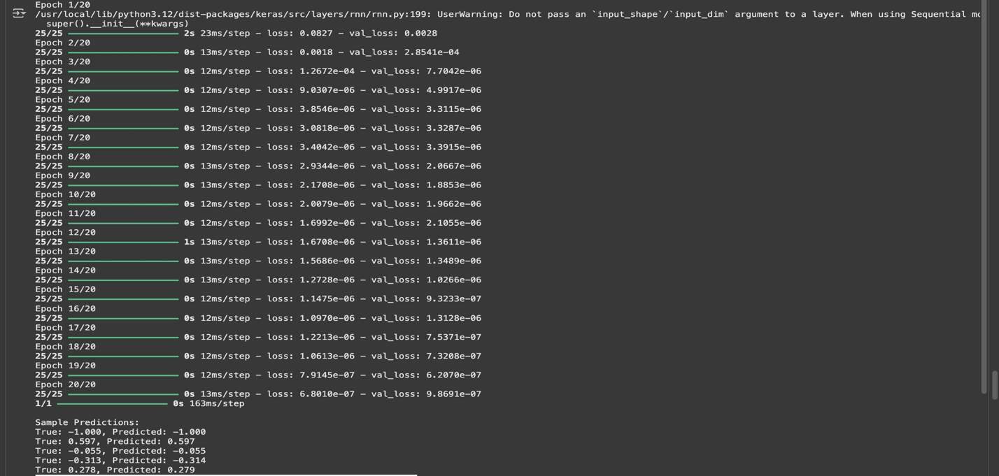 Epoch 1/20
/usr/local/lib/python3.12/dist-packages/keras/src/layers/rnn/rnn.py:199: UserWarning: Do not pass an `input_shape`/`input_dim` argument to a layer. When using Sequential
super().__init__(**kwargs)
25/25 2s 23ms/step - loss: 0.0827 - val_loss: 0.0028
Epoch 2/20
25/25 0s 13ms/step - loss: 0.0018 - val_loss: 2.8541e-04
Epoch 3/20
25/25 0s 12ms/step - loss: 1.2672e-04 - val_loss: 7.7042e-06
Epoch 4/20
25/25 0s 12ms/step - loss: 9.0307e-06 - val_loss: 4.9917e-06
Epoch 5/20
25/25 0s 12ms/step - loss: 3.8546e-06 - val_loss: 3.3115e-06
Epoch 6/20
25/25 0s 12ms/step - loss: 3.0818e-06 - val_loss: 3.3287e-06
Epoch 7/20
25/25 0s 12ms/step - loss: 3.4042e-06 - val_loss: 3.3915e-06
Epoch 8/20
25/25 0s 13ms/step - loss: 2.9344e-06 - val_loss: 2.0667e-06
Epoch 9/20
25/25 0s 13ms/step - loss: 2.1708e-06 - val_loss: 1.8853e-06
Epoch 10/20
25/25 0s 12ms/step - loss: 2.0079e-06 - val_loss: 1.9662e-06
Epoch 11/20
25/25 0s 12ms/step - loss: 1.6992e-06 - val_loss: 2.1055e-06
Epoch 12/20
25/25 1s 13ms/step - loss: 1.6708e-06 - val_loss: 1.3611e-06
Epoch 13/20
25/25 0s 13ms/step - loss: 1.5686e-06 - val_loss: 1.3489e-06
Epoch 14/20
25/25 0s 13ms/step - loss: 1.2728e-06 - val_loss: 1.0266e-06
Epoch 15/20
25/25 0s 12ms/step - loss: 1.1475e-06 - val_loss: 9.3233e-07
Epoch 16/20
25/25 0s 12ms/step - loss: 1.0970e-06 - val_loss: 1.3128e-06
Epoch 17/20
25/25 0s 12ms/step - loss: 1.2213e-06 - val_loss: 7.5371e-07
Epoch 18/20
25/25 0s 12ms/step - loss: 1.0613e-06 - val_loss: 7.3208e-07
Epoch 19/20
25/25 0s 12ms/step - loss: 7.9145e-07 - val_loss: 6.2070e-07
Epoch 20/20
25/25 0s 13ms/step - loss: 6.8010e-07 - val_loss: 9.8691e-07
1/1 0s 163ms/step
Sample Predictions:
True: -1.000, Predicted: -1.000
True: 0.597, Predicted: 0.597
True: -0.055, Predicted: -0.055
True: -0.313, Predicted: -0.314
True: 0.278, Predicted: 0.279